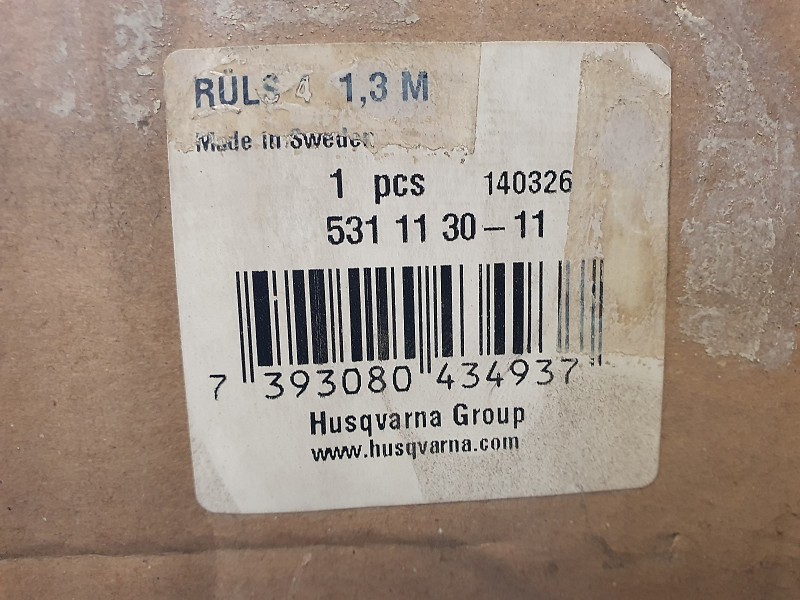 RÜLS 4 1,3 M
Made in Sweden
1 pcs 140326
531 11 30-11
7 393080 434937
Husqvarna Group
www.husqvarna.com